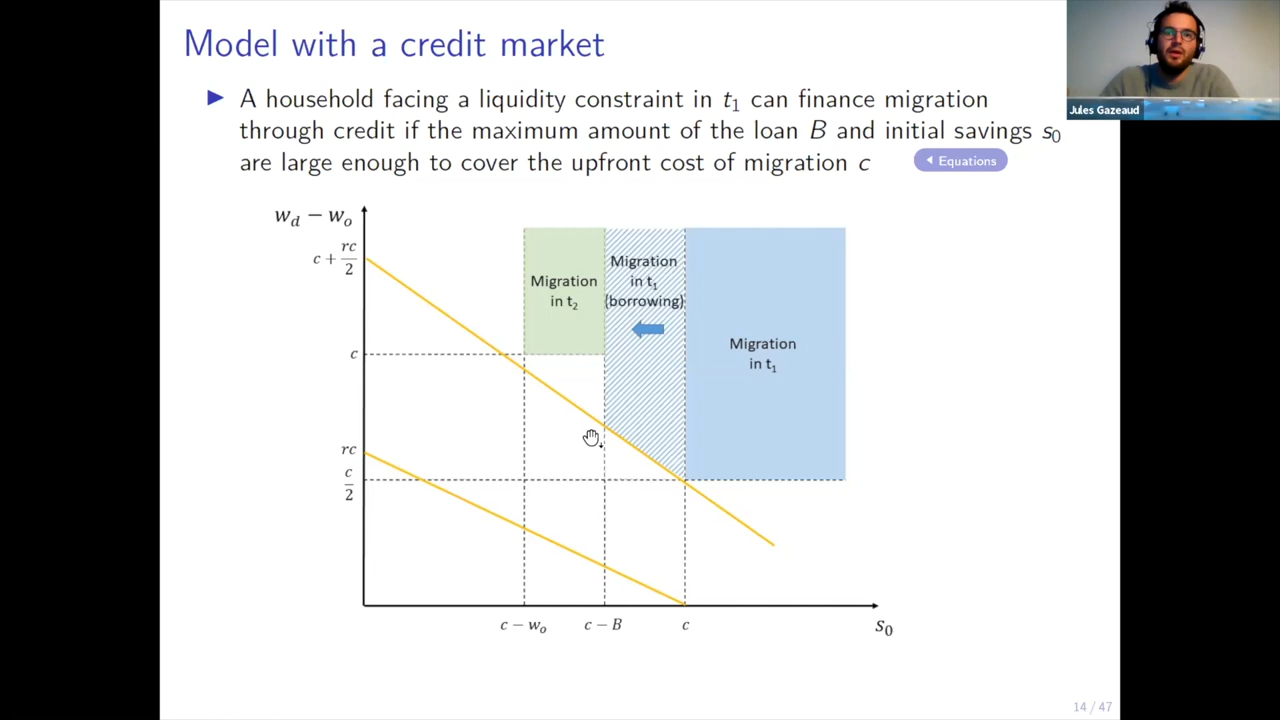 Model with a credit market
Jules Gazeaud
▶ A household facing a liquidity constraint in t₁ can finance migration
through credit if the maximum amount of the loan B and initial savings s₀
are large enough to cover the upfront cost of migration c
Equations
w_d − w_o
c + rc/2
Migration
in t₂
Migration
in t₁
(borrowing)
Migration
in t₁
c
rc
c/2
c − w_o
c − B
c
s₀
14 / 47